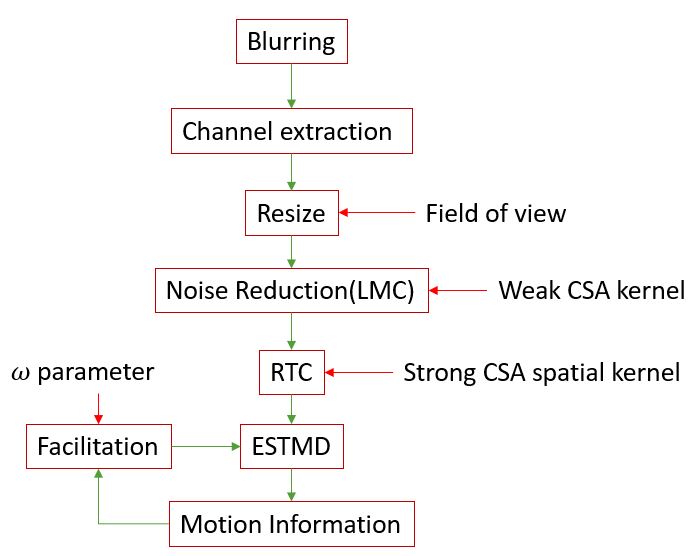 Blurring
Channel extraction
Resize
Field of view
Noise Reduction(LMC)
Weak CSA kernel
RTC
Strong CSA spatial kernel
ω parameter
Facilitation
ESTMD
Motion Information